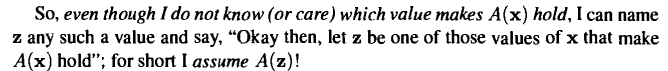 So, even though I do not know (or care) which value makes A(x) hold, I can name
z any such a value and say, “Okay then, let z be one of those values of x that make
A(x) hold”; for short I assume A(z)!